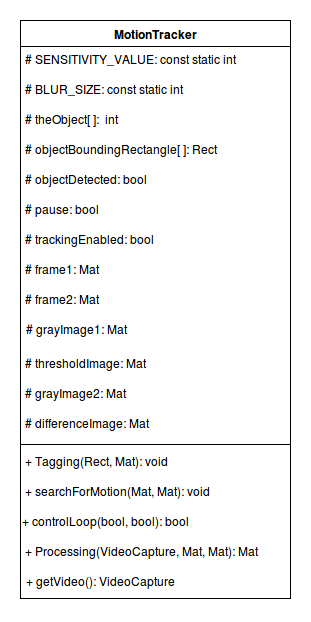 MotionTracker
# SENSITIVITY_VALUE: const static int
# BLUR_SIZE: const static int
# theObject[ ]: int
# objectBoundingRectangle[ ]: Rect
# objectDetected: bool
# pause: bool
# trackingEnabled: bool
# frame1: Mat
# frame2: Mat
# grayImage1: Mat
# thresholdImage: Mat
# grayImage2: Mat
# differenceImage: Mat
+ Tagging(Rect, Mat): void
+ searchForMotion(Mat, Mat): void
+ controlLoop(bool, bool): bool
+ Processing(VideoCapture, Mat, Mat): Mat
+ getVideo(): VideoCapture